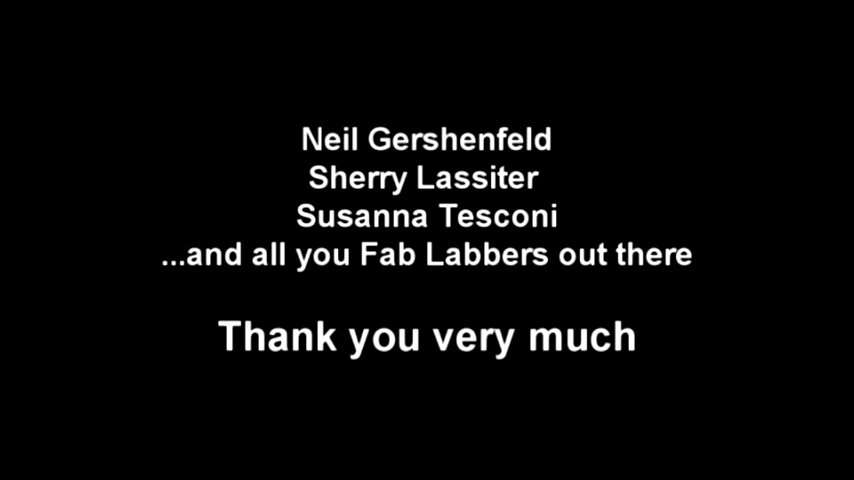 Neil Gershenfeld
Sherry Lassiter
Susanna Tesconi
...and all you Fab Labbers out there
Thank you very much